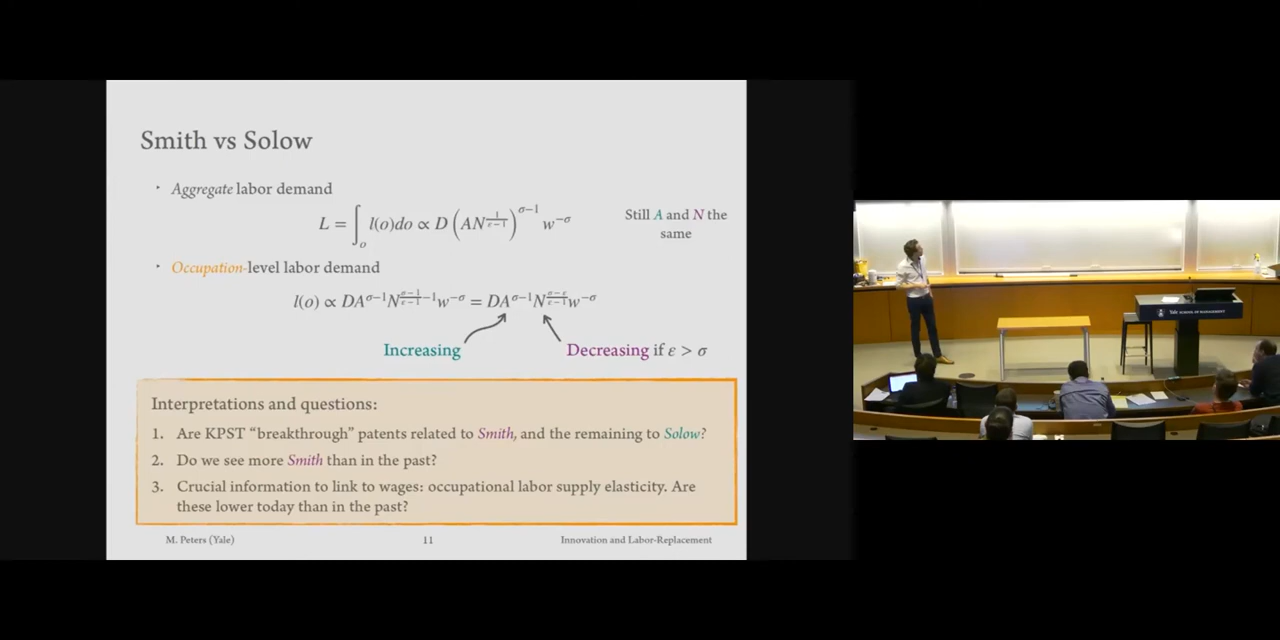 Smith vs Solow
‣ Aggregate labor demand
L = ∫_o l(o)do ∝ D (AN^{1/(ε−1)})^{σ−1} w^{−σ}
Still A and N the
same
‣ Occupation-level labor demand
l(o) ∝ DA^{σ−1}N^{(σ−1)/(ε−1) −1}w^{−σ} = DA^{σ−1}N^{(σ−ε)/(ε−1)}w^{−σ}
Increasing
Decreasing if ε > σ
Interpretations and questions:
1. Are KPST “breakthrough” patents related to Smith, and the remaining to Solow?
2. Do we see more Smith than in the past?
3. Crucial information to link to wages: occupational labor supply elasticity. Are
these lower today than in the past?
M. Peters (Yale)
11
Innovation and Labor-Replacement
Yale SCHOOL OF MANAGEMENT